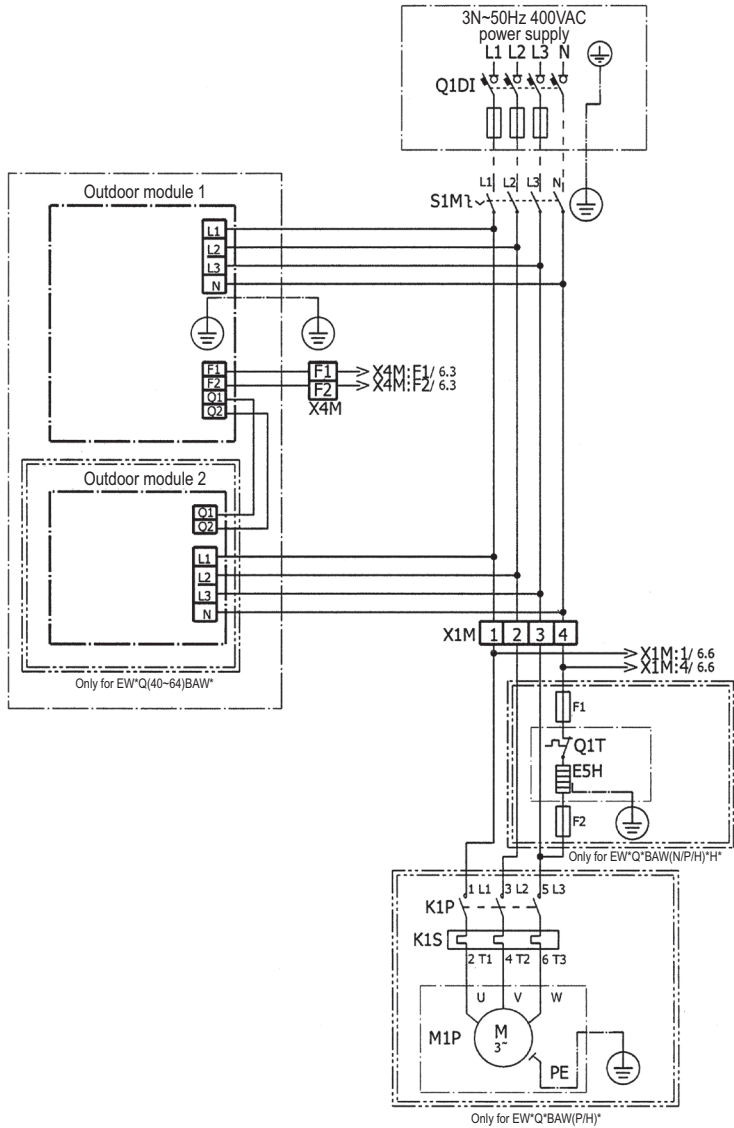 3N~50Hz 400VAC
power supply
L1 L2 L3 N
Q1DI
L1 L2 L3 N
S1M
Outdoor module 1
L1
L2
L3
N
F1
F2
Q1
Q2
F1
F2
X4M
X4M:F1/ 6.3
X4M:F2/ 6.3
Outdoor module 2
Q1
Q2
L1
L2
L3
N
Only for EW*Q(40~64)BAW*
X1M 1 2 3 4
X1M:1/ 6.6
X1M:4/ 6.6
F1
Q1T
E5H
F2
Only for EW*Q*BAW(N/P/H)*H*
1 L1 3 L2 5 L3
K1P
K1S
2 T1 4 T2 6 T3
U V W
M1P
M
3~
PE
Only for EW*Q*BAW(P/H)*